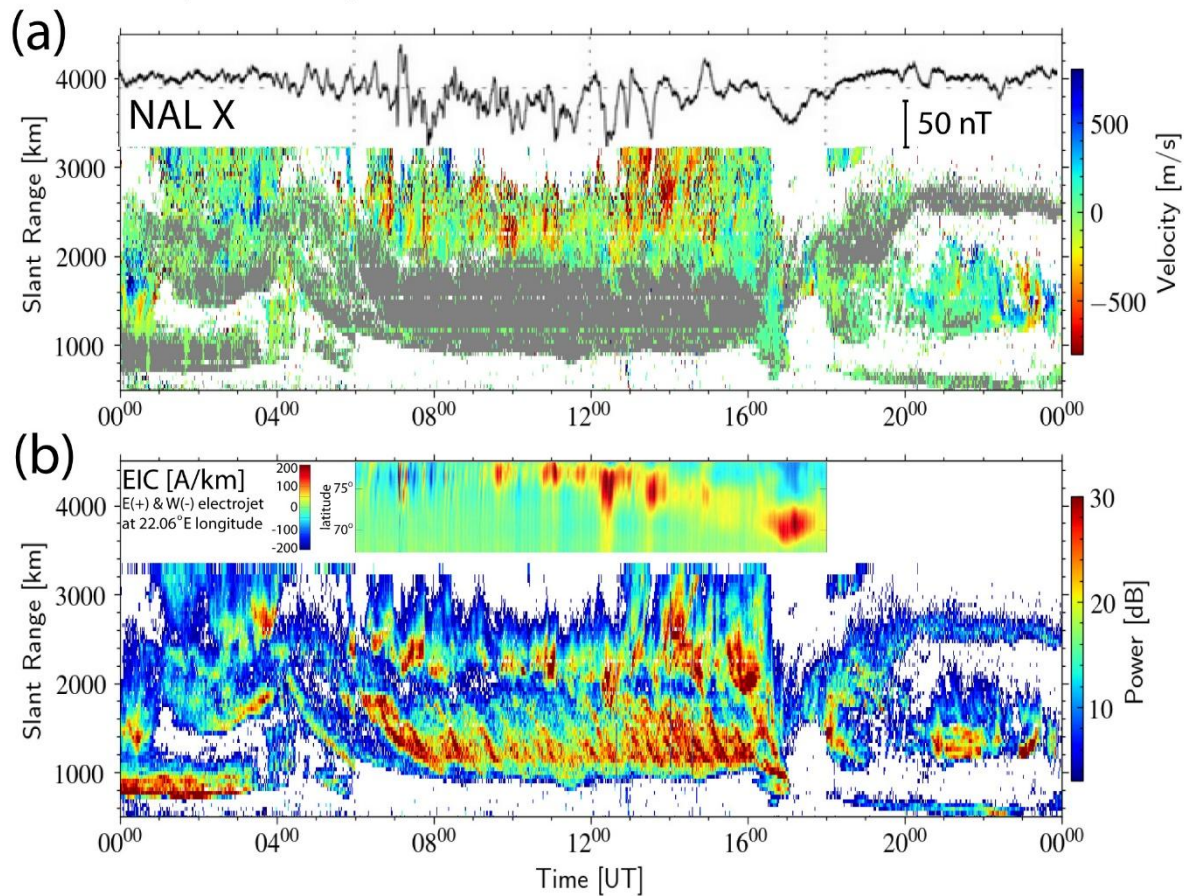 (a)
4000
3000
2000
1000
Slant Range [km]
NAL X
50 nT
500
0
−500
Velocity [m/s]
00⁰⁰ 04⁰⁰ 08⁰⁰ 12⁰⁰ 16⁰⁰ 20⁰⁰ 00⁰⁰
(b)
EIC [A/km]
E(+) & W(-) electrojet
at 22.06°E longitude
200
100
0
-100
-200
latitude
75°
70°
4000
3000
2000
1000
Slant Range [km]
30
20
10
Power [dB]
00⁰⁰ 04⁰⁰ 08⁰⁰ 12⁰⁰ 16⁰⁰ 20⁰⁰ 00⁰⁰
Time [UT]